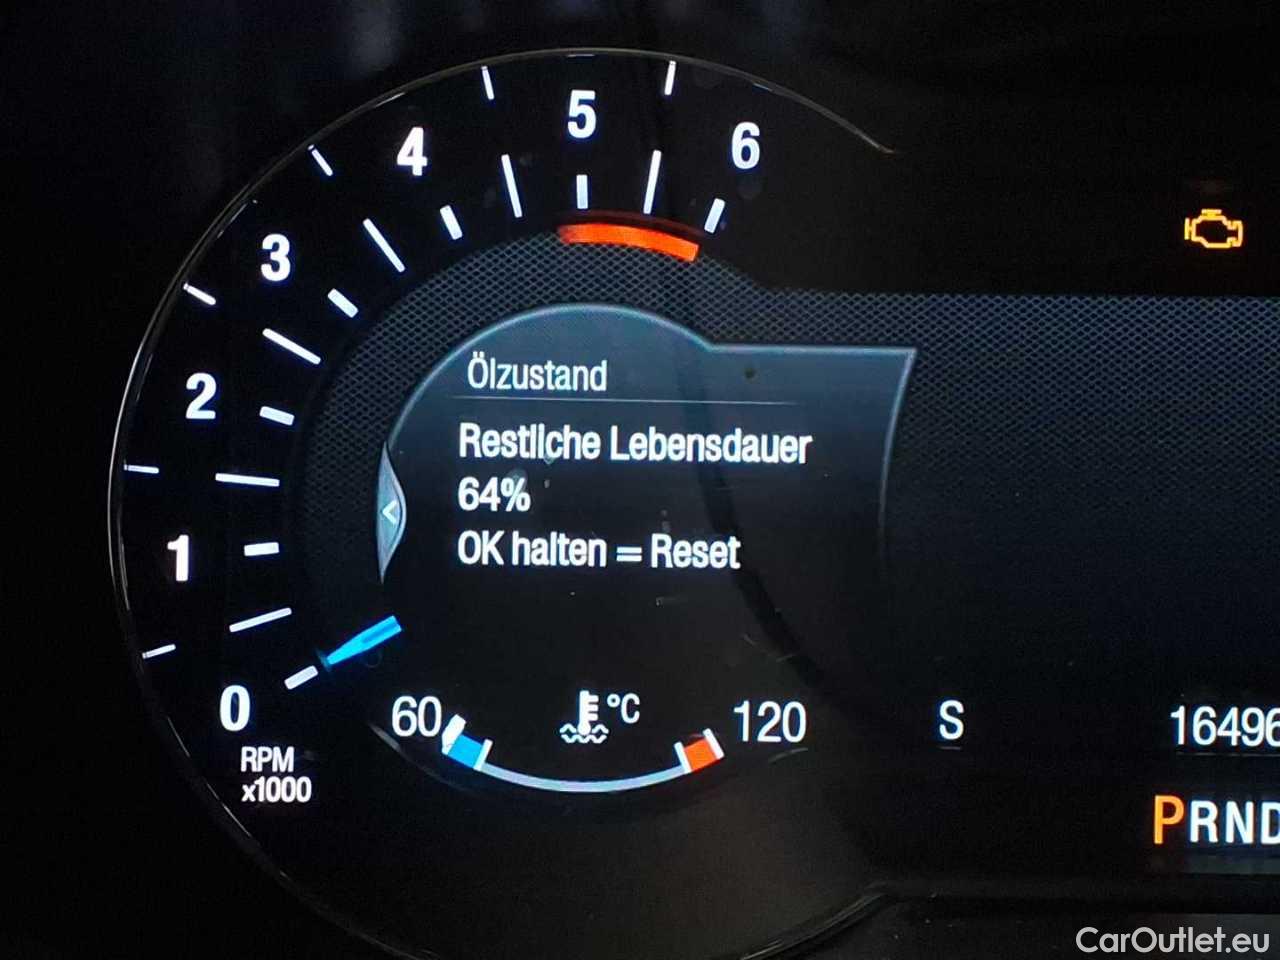 5
4
6
3
2
1
0
RPM
x1000
Ölzustand
Restliche Lebensdauer
64%
OK halten = Reset
60 °C 120
S
16496
PRND
CarOutlet.eu